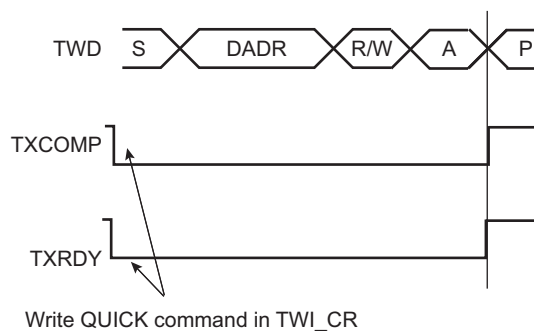 TWD S DADR R/W A P
TXCOMP
TXRDY
Write QUICK command in TWI_CR